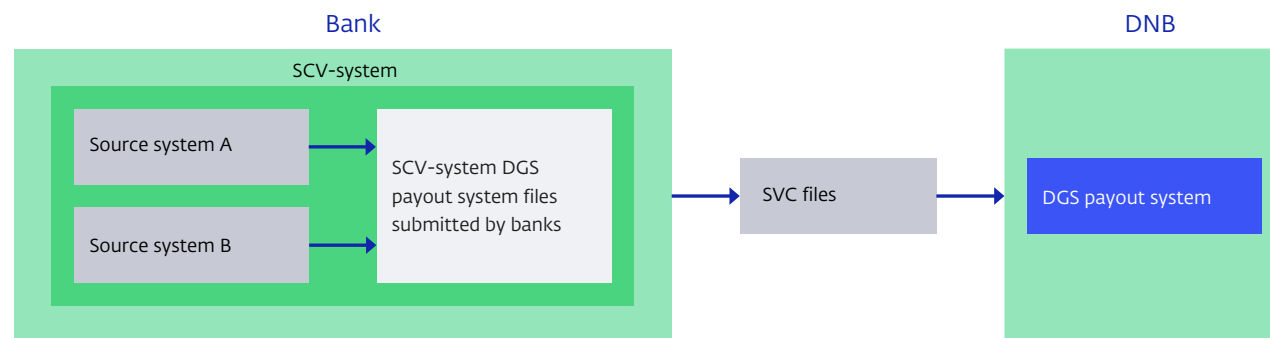 Bank
DNB
SCV-system
Source system A
SCV-system DGS
payout system files
submitted by banks
Source system B
SVC files
DGS payout system